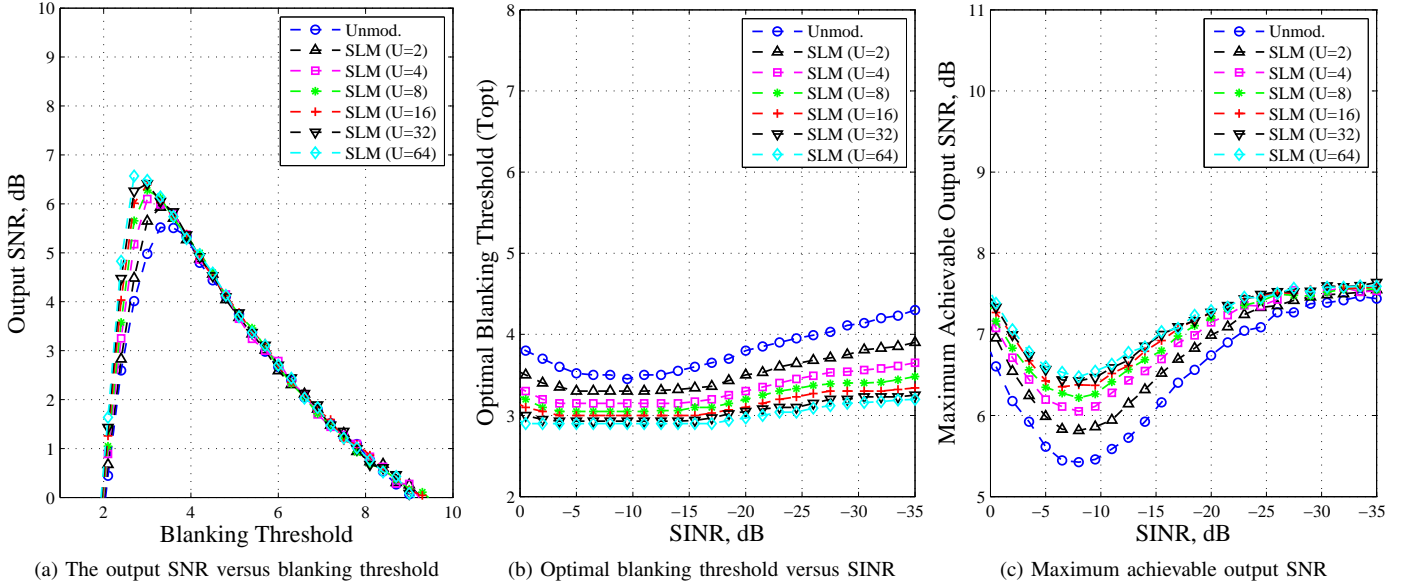 10
9
8
7
6
5
4
3
2
1
0
2
4
6
8
10
Output SNR, dB
Blanking Threshold
Unmod.
SLM (U=2)
SLM (U=4)
SLM (U=8)
SLM (U=16)
SLM (U=32)
SLM (U=64)
(a) The output SNR versus blanking threshold
8
7
6
5
4
3
2
0
−5
−10
−15
−20
−25
−30
−35
Optimal Blanking Threshold (Topt)
SINR, dB
Unmod.
SLM (U=2)
SLM (U=4)
SLM (U=8)
SLM (U=16)
SLM (U=32)
SLM (U=64)
(b) Optimal blanking threshold versus SINR
11
10
9
8
7
6
5
0
−5
−10
−15
−20
−25
−30
−35
Maximum Achievable Output SNR, dB
SINR, dB
Unmod.
SLM (U=2)
SLM (U=4)
SLM (U=8)
SLM (U=16)
SLM (U=32)
SLM (U=64)
(c) Maximum achievable output SNR